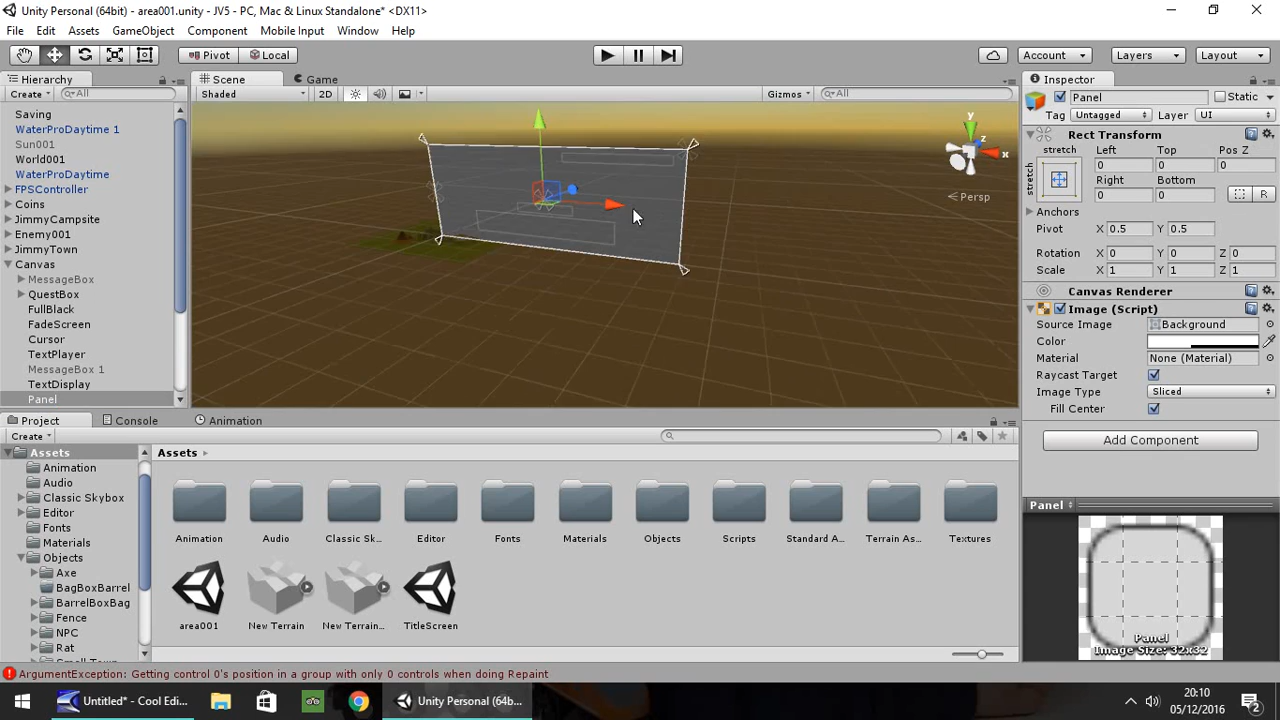 Unity Personal (64bit) - area001.unity - JV5 - PC, Mac & Linux Standalone* <DX11>
File Edit Assets GameObject Component Mobile Input Window Help
Pivot Local Account Layers Layout
Hierarchy Scene Game Inspector
Create All Shaded 2D Gizmos All Panel Static
Tag Untagged Layer UI
Saving
WaterProDaytime 1
Sun001
World001
WaterProDaytime
FPSController
Coins
JimmyCampsite
Enemy001
JimmyTown
Canvas
MessageBox
QuestBox
FullBlack
FadeScreen
Cursor
TextPlayer
MessageBox 1
TextDisplay
Panel
y
z
x
Persp
Rect Transform
stretch Left Top Pos Z
stretch 0 0 0
Right Bottom
0 0 R
Anchors
Pivot X 0.5 Y 0.5
Rotation X 0 Y 0 Z 0
Scale X 1 Y 1 Z 1
Canvas Renderer
Image (Script)
Source Image Background
Color
Material None (Material)
Raycast Target
Image Type Sliced
Fill Center
Add Component
Project Console Animation
Create
Assets
Animation
Audio
Classic Skybox
Editor
Fonts
Materials
Objects
Axe
BagBoxBarrel
BarrelBoxBag
Fence
NPC
Rat
Assets
Animation Audio Classic Sk... Editor Fonts Materials Objects Scripts Standard A... Terrain As... Textures
area001 New Terrain New Terrain... TitleScreen
Panel
Panel
Image Size: 32x32
ArgumentException: Getting control 0's position in a group with only 0 controls when doing Repaint
Untitled* - Cool Edi... Unity Personal (64b...
20:10
05/12/2016
2